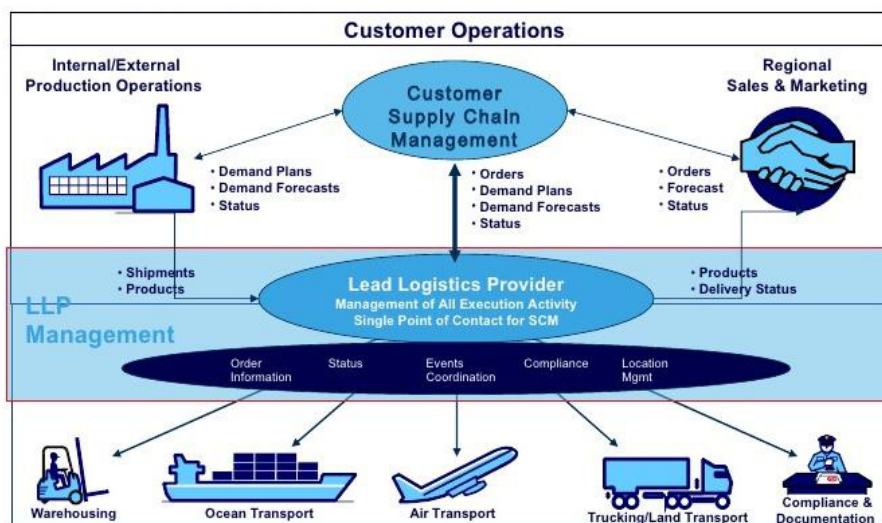 Customer Operations
Internal/External
Production Operations
Customer
Supply Chain
Management
Regional
Sales & Marketing
• Demand Plans
• Demand Forecasts
• Status
• Orders
• Demand Plans
• Demand Forecasts
• Status
• Orders
• Forecast
• Status
• Shipments
• Products
Lead Logistics Provider
Management of All Execution Activity
Single Point of Contact for SCM
• Products
• Delivery Status
LLP
Management
Order
Information
Status
Events
Coordination
Compliance
Location
Mgmt
Warehousing
Ocean Transport
Air Transport
Trucking/Land Transport
Compliance &
Documentation